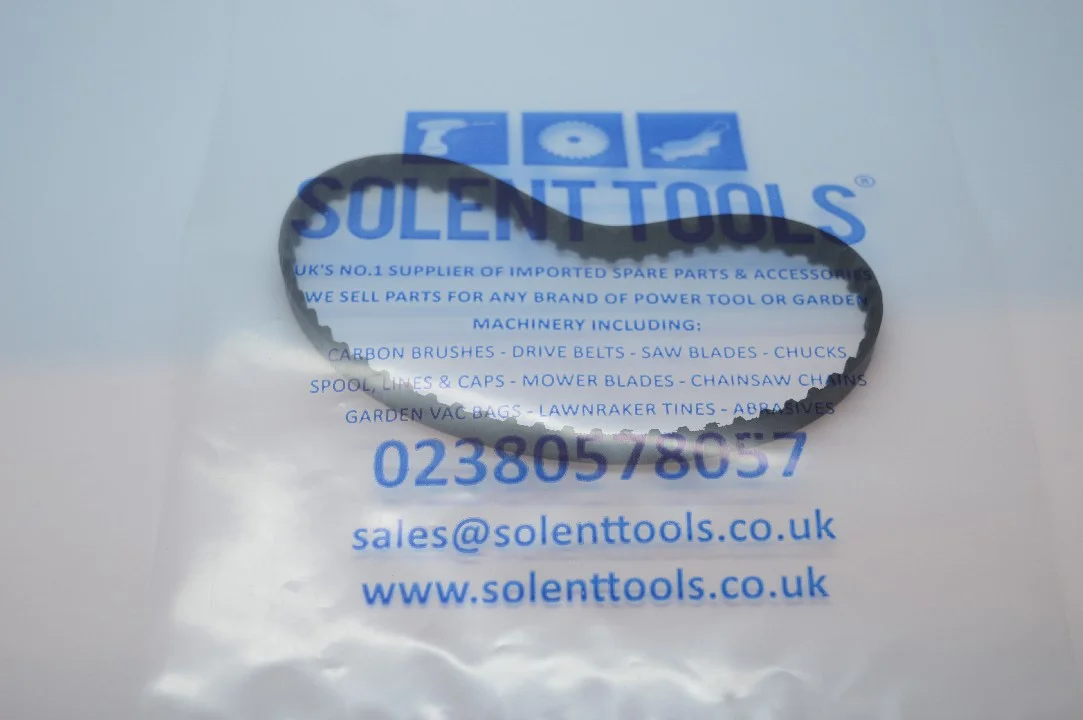 SOLENT TOOLS®
UK'S NO.1 SUPPLIER OF IMPORTED SPARE PARTS & ACCESSORIES
WE SELL PARTS FOR ANY BRAND OF POWER TOOL OR GARDEN
MACHINERY INCLUDING:
CARBON BRUSHES - DRIVE BELTS - SAW BLADES - CHUCKS
SPOOL, LINES & CAPS - MOWER BLADES - CHAINSAW CHAINS
GARDEN VAC BAGS - LAWNRAKER TINES - ABRASIVES
02380578057
sales@solenttools.co.uk
www.solenttools.co.uk